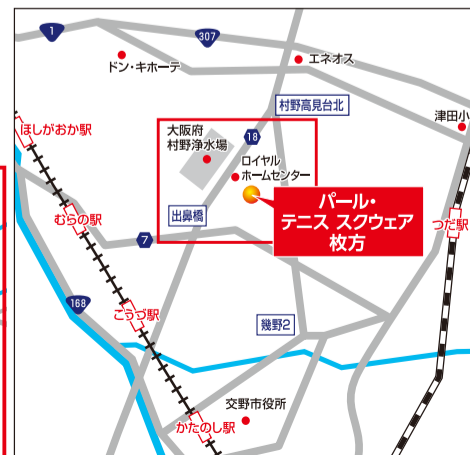 1
307
ドン・キホーテ
エネオス
村野高見台北
津田小
ほしがおか駅
大阪府
村野浄水場
18
ロイヤル
ホームセンター
パール・
テニス スクウェア
枚方
出鼻橋
むらの駅
つだ駅
7
168
こうづ駅
幾野2
交野市役所
かたのし駅